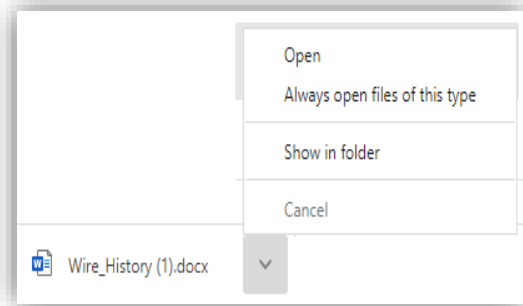 Open
Always open files of this type
Show in folder
Cancel
Wire_History (1).docx